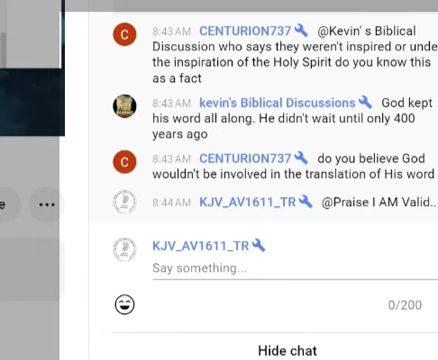 8:43 AM CENTURION737 @Kevin' s Biblical
Discussion who says they weren't inspired or unde
the inspiration of the Holy Spirit do you know this
as a fact
8:43 AM kevin's Biblical Discussions God kept
his word all along. He didn't wait until only 400
years ago
8:43 AM CENTURION737 do you believe God
wouldn't be involved in the translation of His word
8:44 AM KJV_AV1611_TR @Praise I AM Valid..
KJV_AV1611_TR
Say something...
0/200
Hide chat
C
C
e